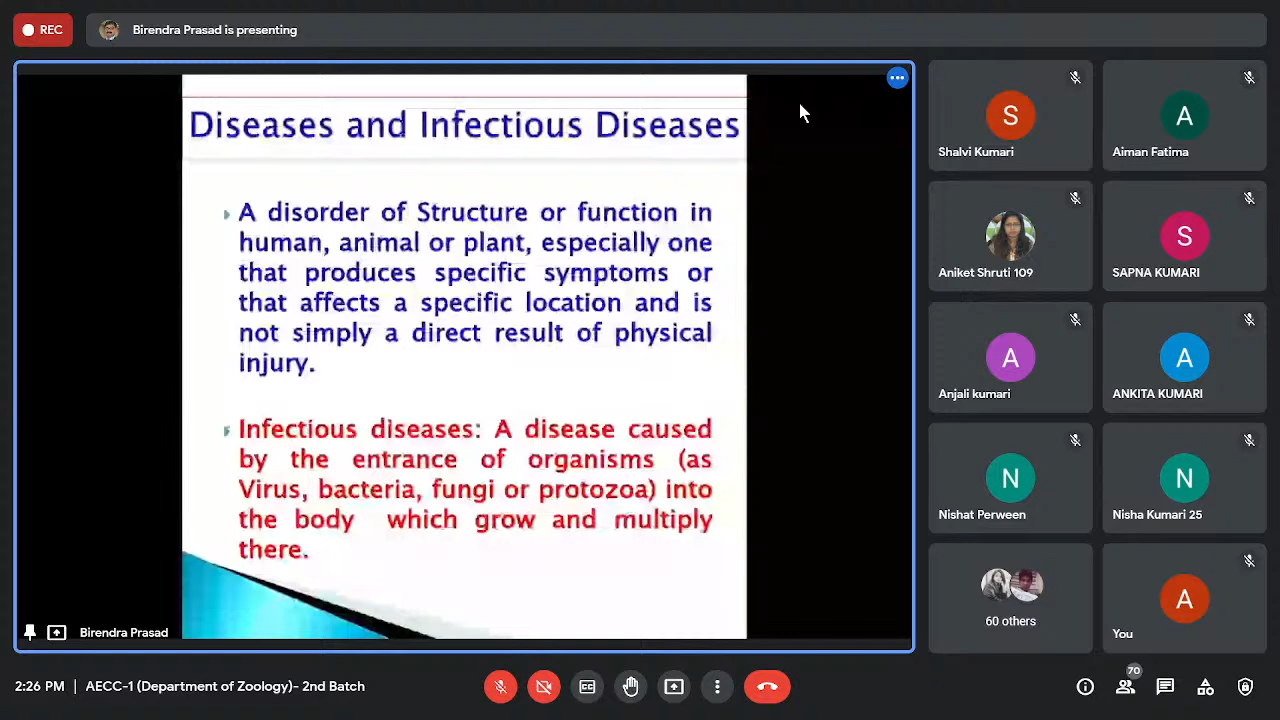 REC
Birendra Prasad is presenting
Diseases and Infectious Diseases
A disorder of Structure or function in
human, animal or plant, especially one
that produces specific symptoms or
that affects a specific location and is
not simply a direct result of physical
injury.
Infectious diseases: A disease caused
by the entrance of organisms (as
Virus, bacteria, fungi or protozoa) into
the body which grow and multiply
there.
Birendra Prasad
S
Shalvi Kumari
A
Aiman Fatima
Aniket Shruti 109
S
SAPNA KUMARI
A
Anjali kumari
A
ANKITA KUMARI
N
Nishat Perween
N
Nisha Kumari 25
60 others
A
You
2:26 PM | AECC-1 (Department of Zoology)- 2nd Batch
CC
70